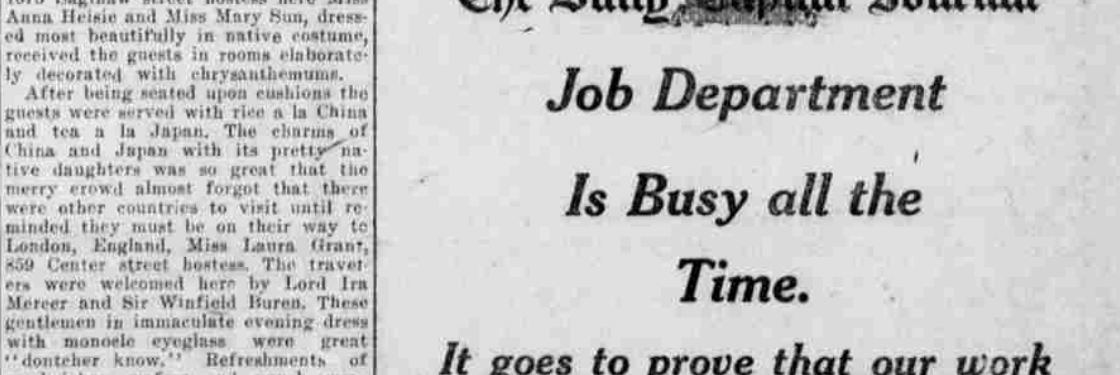 Anna Heisie and Miss Mary Sun, dress-
ed most beautifully in native costume,
received the guests in rooms elaborate-
ly decorated with chrysanthemums.
After being seated upon cushions the
guests were served with rice a la China
and tea a la Japan. The charms of
China and Japan with its pretty na-
tive daughters was so great that the
merry crowd almost forgot that there
were other countries to visit until re-
minded they must be on their way to
London, England, Miss Laura Grant,
859 Center street hostess. The travel-
ers were welcomed here by Lord Ira
Mercer and Sir Winfield Buren. These
gentlemen in immaculate evening dress
with monocle eyeglass were great
"dontcher know." Refreshments of
The Daily Capital Journal
Job Department
Is Busy all the
Time.
It goes to prove that our work